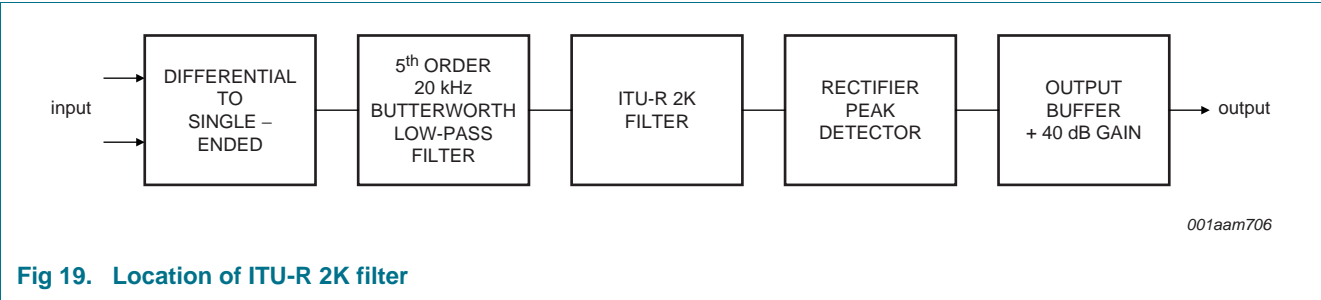 input
DIFFERENTIAL
TO
SINGLE –
ENDED
5th ORDER
20 kHz
BUTTERWORTH
LOW-PASS
FILTER
ITU-R 2K
FILTER
RECTIFIER
PEAK
DETECTOR
OUTPUT
BUFFER
+ 40 dB GAIN
output
001aam706
Fig 19. Location of ITU-R 2K filter